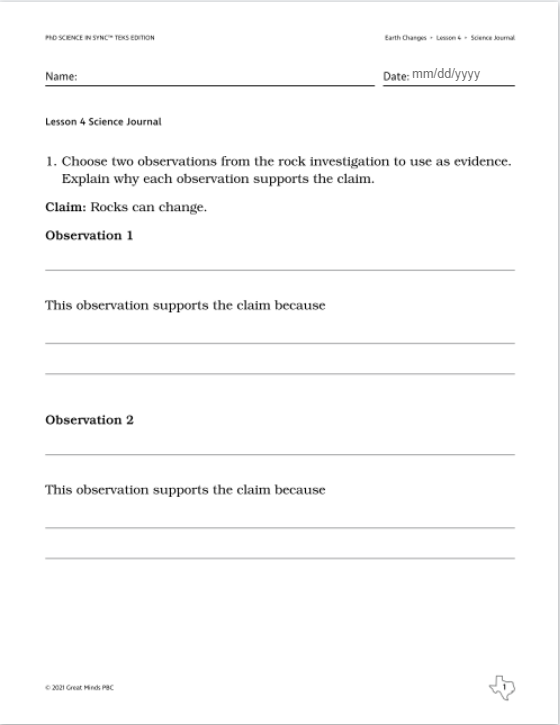 PhD SCIENCE IN SYNC™ TEKS EDITION
Earth Changes • Lesson 4 • Science Journal
Name:
Date: mm/dd/yyyy
Lesson 4 Science Journal
1. Choose two observations from the rock investigation to use as evidence.
Explain why each observation supports the claim.
Claim: Rocks can change.
Observation 1
This observation supports the claim because
Observation 2
This observation supports the claim because
© 2021 Great Minds PBC
1